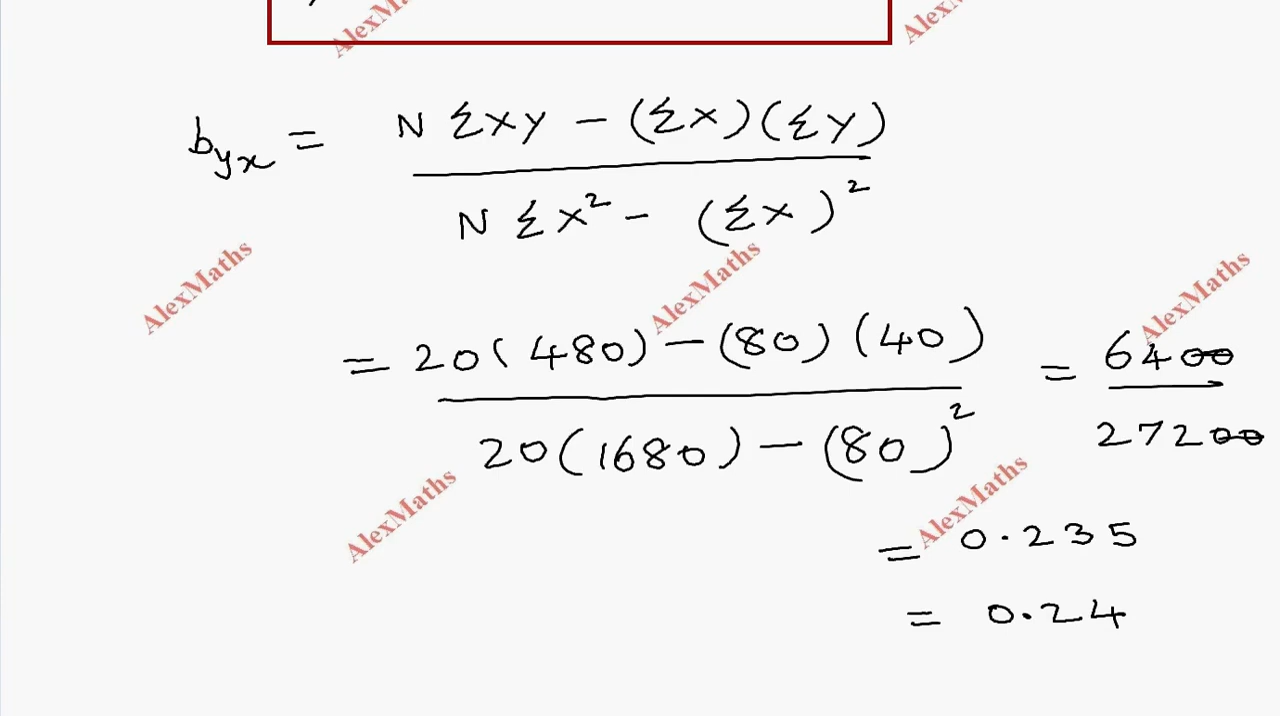 AlexMaths AlexMaths
b_yx = N Σxy - (Σx)(Σy)
N Σx² - (Σx)²
AlexMaths AlexMaths AlexMaths
= 20(480) - (80)(40) = 6400
20(1680) - (80)² 27200
AlexMaths AlexMaths
= 0.235
= 0.24